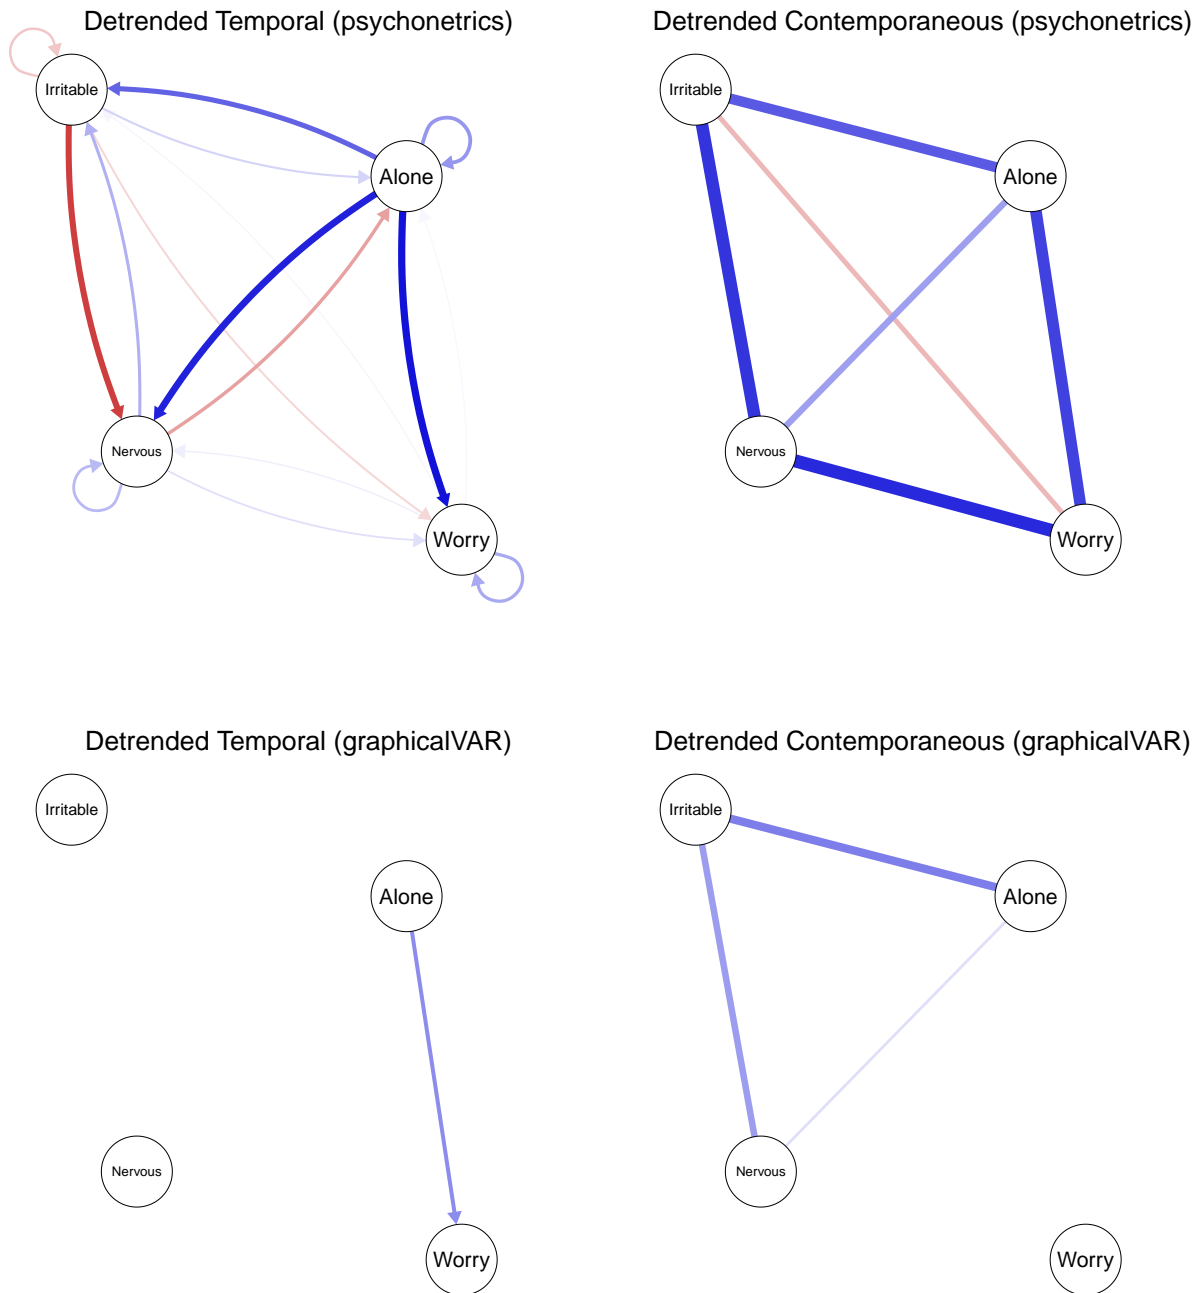 Detrended Temporal (psychonetrics)
Irritable
Alone
Nervous
Worry
Detrended Contemporaneous (psychonetrics)
Irritable
Alone
Nervous
Worry
Detrended Temporal (graphicalVAR)
Irritable
Alone
Nervous
Worry
Detrended Contemporaneous (graphicalVAR)
Irritable
Alone
Nervous
Worry